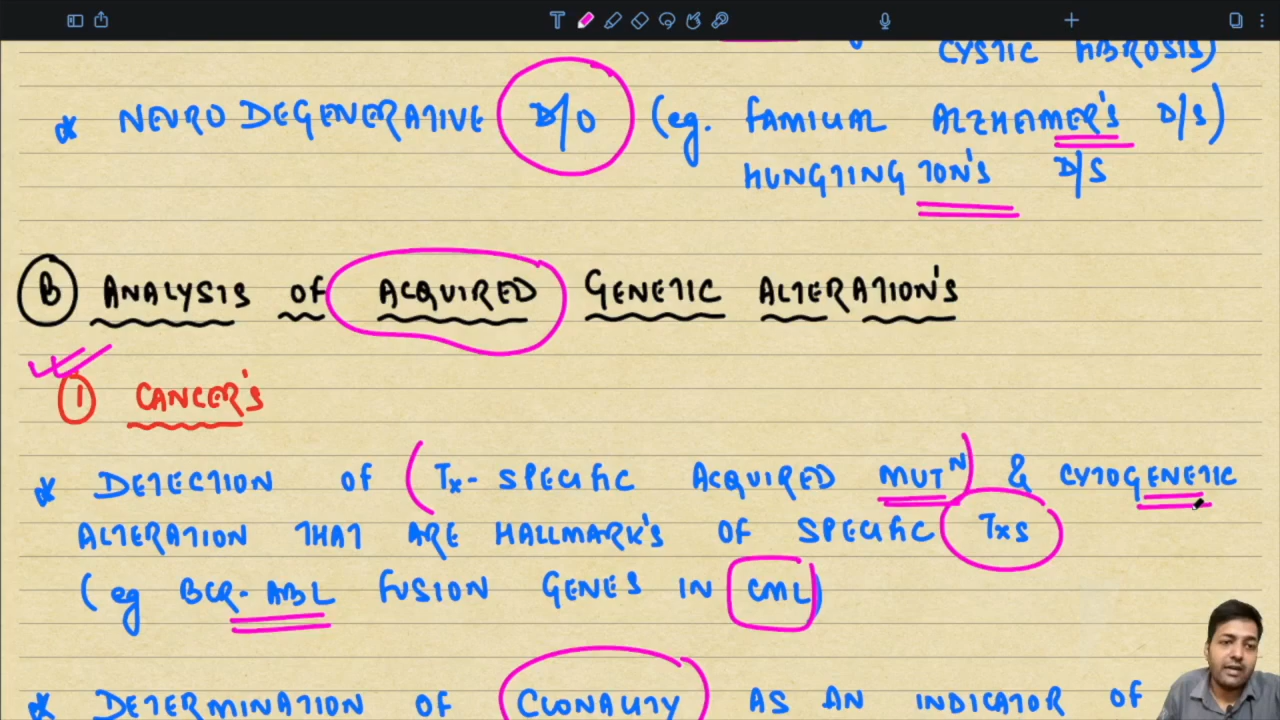 CYSTIC FIBROSIS)
* NEURO DEGENERATIVE D/O (eg. FAMILIAL ALZHEIMER'S D/S)
HUNGTINGTON'S D/S
B ANALYSIS OF ACQUIRED GENETIC ALTERATION'S
1 CANCER'S
* DETECTION OF (Tx-SPECIFIC ACQUIRED MUTN) & CYTOGENETIC
ALTERATION THAT ARE HALLMARK'S OF SPECIFIC TxS
(eg BCR-ABL FUSION GENES IN CML)
* DETERMINATION OF CLONALITY AS AN INDICATOR OF